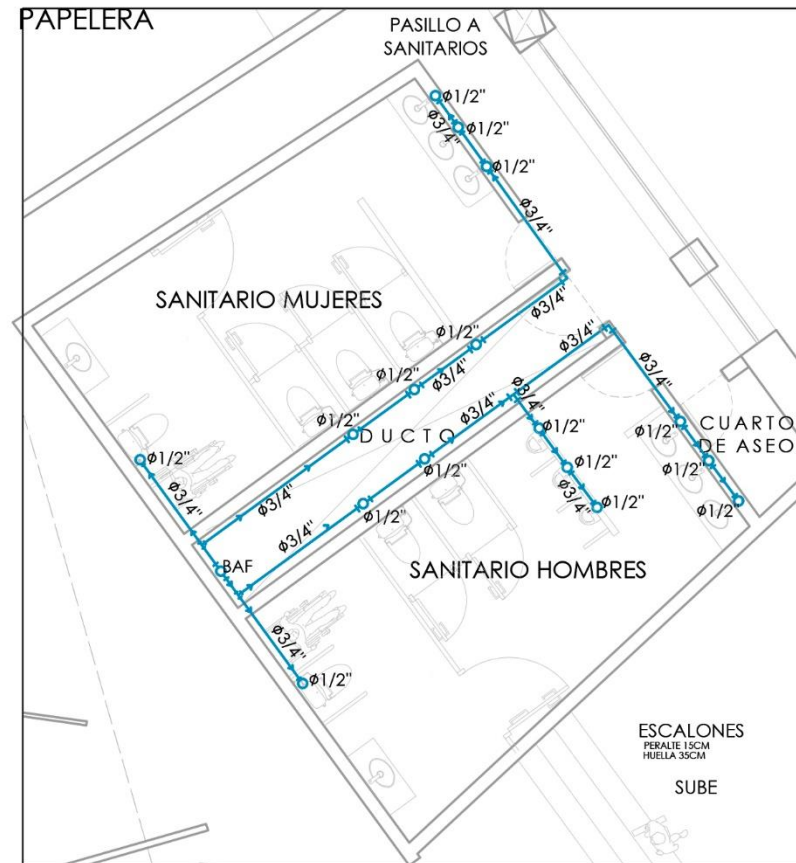 PAPELERA
PASILLO A
SANITARIOS
ø1/2"
ø3/4"
ø1/2"
ø1/2"
ø3/4"
SANITARIO MUJERES
ø3/4"
ø1/2"
ø3/4"
ø3/4"
ø1/2"
ø3/4"
ø3/4"
ø3/4"
ø1/2"
DUCTO
ø1/2"
CUARTO
DE ASEO
ø1/2"
ø1/2"
ø1/2"
ø1/2"
ø1/2"
ø3/4"
ø3/4"
ø3/4"
ø1/2"
ø3/4"
ø1/2"
ø1/2"
ø1/2"
BAF
SANITARIO HOMBRES
ø3/4"
ø1/2"
ESCALONES
PERALTE 15CM
HUELLA 35CM
SUBE